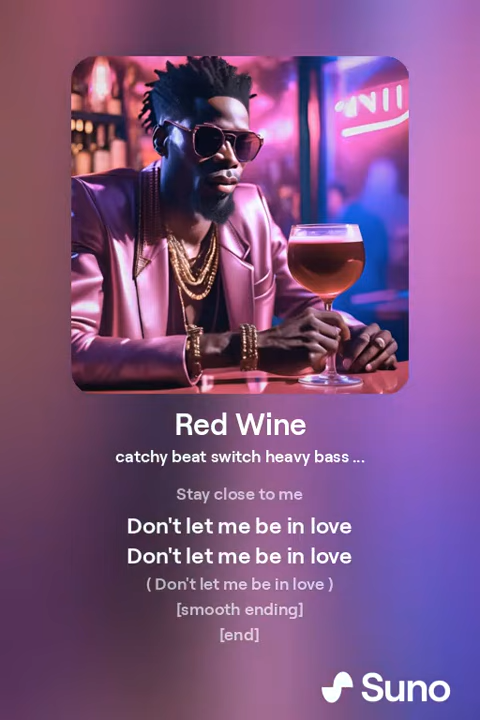 Red Wine
catchy beat switch heavy bass ...
Stay close to me
Don't let me be in love
Don't let me be in love
( Don't let me be in love )
[smooth ending]
[end]
Suno